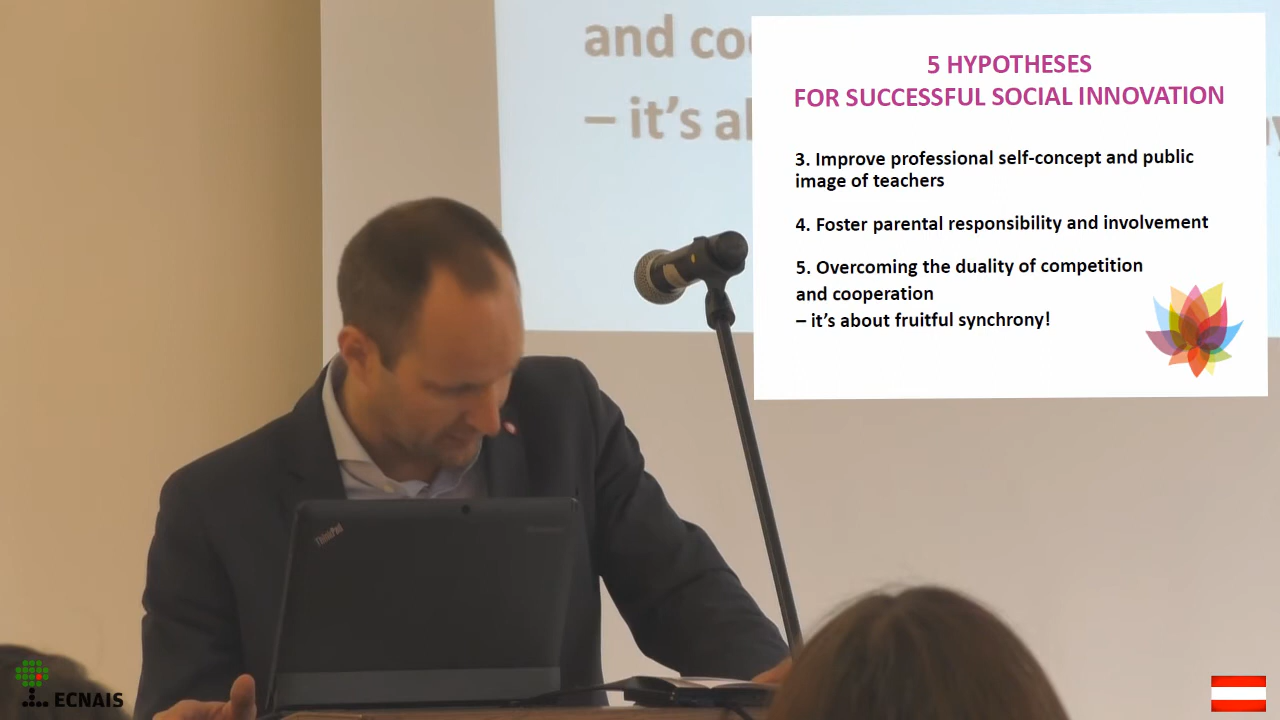 and co
– it's a
5 HYPOTHESES
FOR SUCCESSFUL SOCIAL INNOVATION
3. Improve professional self-concept and public
image of teachers
4. Foster parental responsibility and involvement
5. Overcoming the duality of competition
and cooperation
– it's about fruitful synchrony!
ThinkPad
ECNAIS